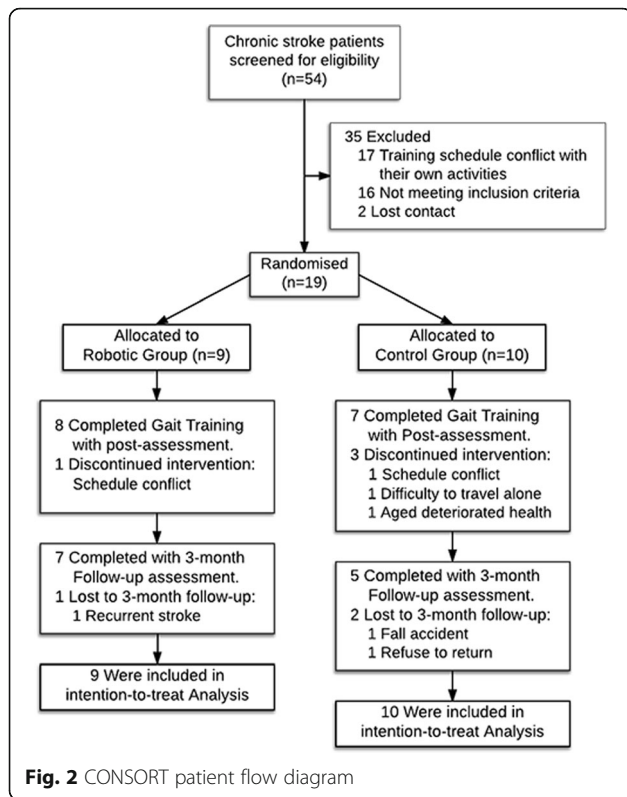 Chronic stroke patients
screened for eligibility
(n=54)
35 Excluded
17 Training schedule conflict with
their own activities
16 Not meeting inclusion criteria
2 Lost contact
Randomised
(n=19)
Allocated to
Robotic Group (n=9)
Allocated to
Control Group (n=10)
8 Completed Gait Training
with post-assessment.
1 Discontinued intervention:
Schedule conflict
7 Completed Gait Training
with Post-assessment.
3 Discontinued intervention:
1 Schedule conflict
1 Difficulty to travel alone
1 Aged deteriorated health
7 Completed with 3-month
Follow-up assessment.
1 Lost to 3-month follow-up:
1 Recurrent stroke
5 Completed with 3-month
Follow-up assessment.
2 Lost to 3-month follow-up:
1 Fall accident
1 Refuse to return
9 Were included in
intention-to-treat Analysis
10 Were included in
intention-to-treat Analysis
Fig. 2 CONSORT patient flow diagram